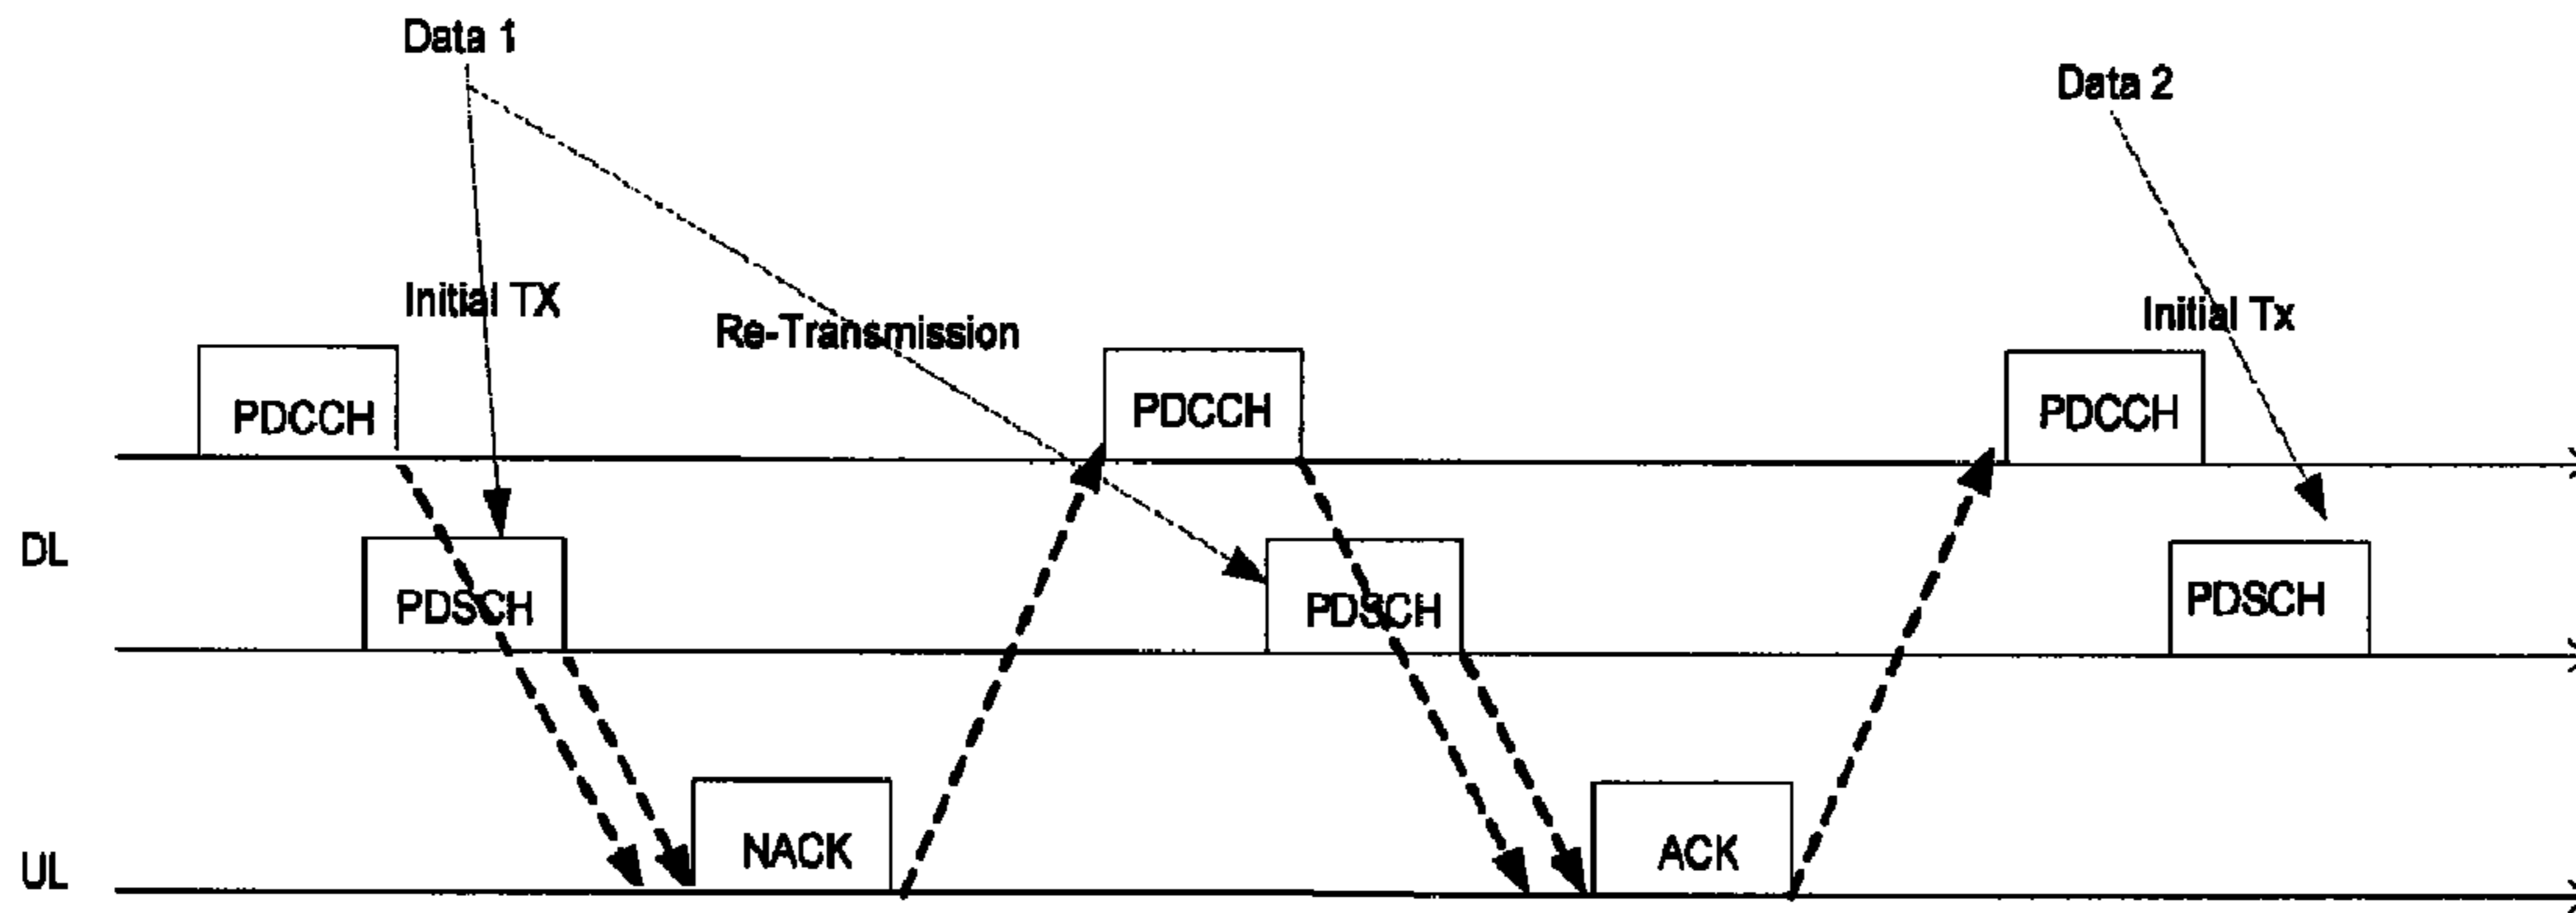 Data 1
Data 2
Initial TX
Initial Tx
Re-Transmission
PDCCH
PDCCH
PDCCH
DL
PDSCH
PDSCH
PDSCH
NACK
ACK
UL